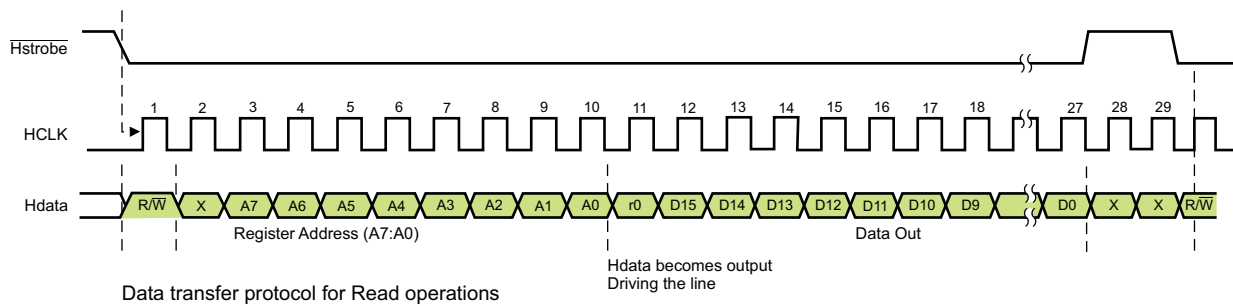 Hstrobe
1 2 3 4 5 6 7 8 9 10 11 12 13 14 15 16 17 18 27 28 29
HCLK
Hdata R/W X A7 A6 A5 A4 A3 A2 A1 A0 r0 D15 D14 D13 D12 D11 D10 D9 D0 X X R/W
Register Address (A7:A0) Data Out
Hdata becomes output
Driving the line
Data transfer protocol for Read operations